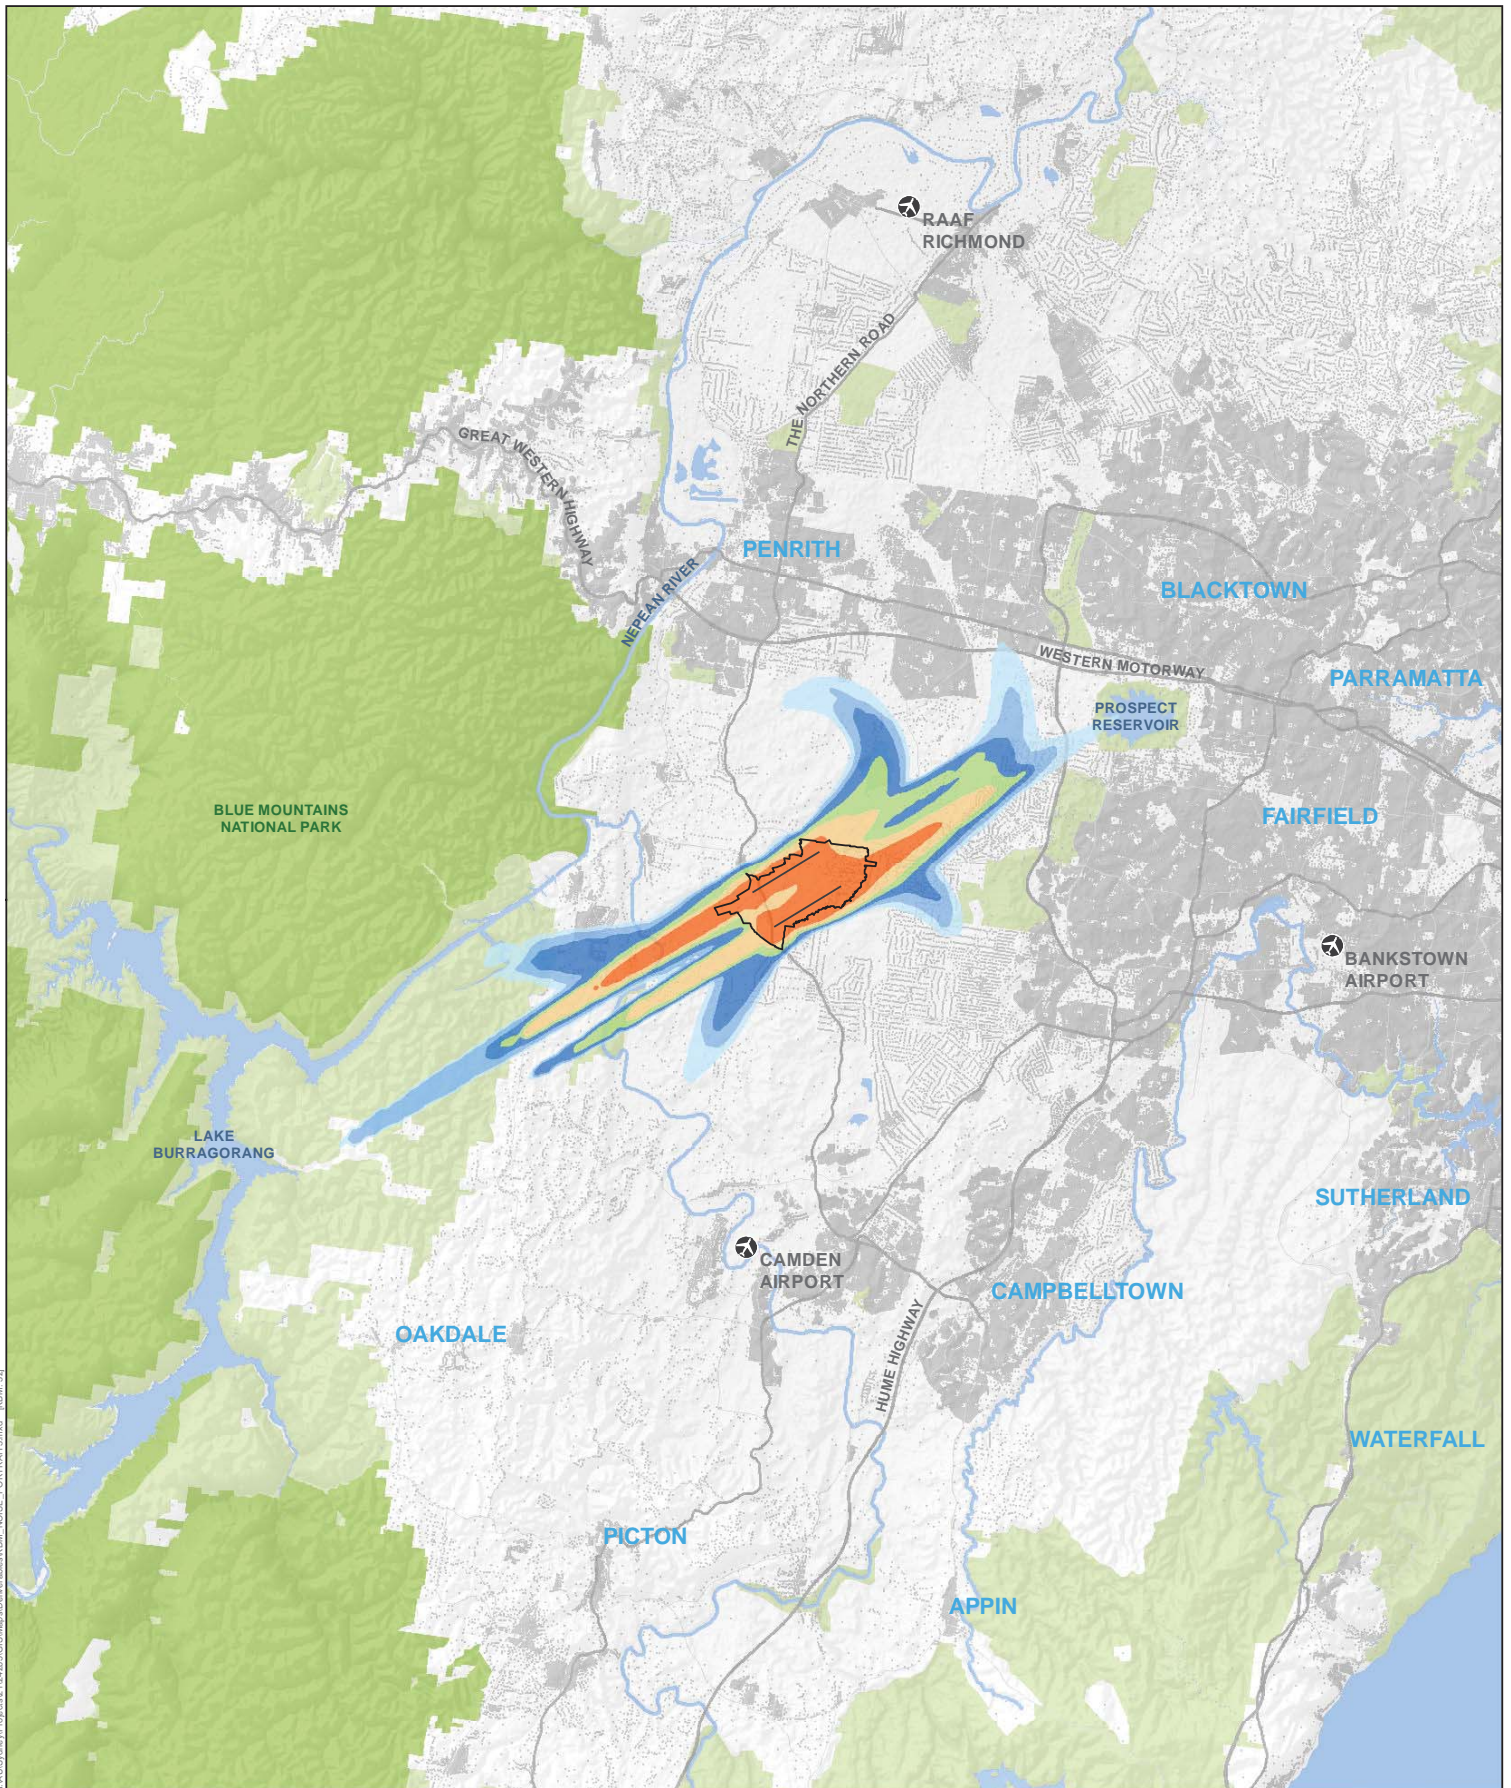 RAAF
RICHMOND
THE NORTHERN ROAD
GREAT WESTERN HIGHWAY
PENRITH
NEPEAN RIVER
BLACKTOWN
WESTERN MOTORWAY
PARRAMATTA
PROSPECT
RESERVOIR
BLUE MOUNTAINS
NATIONAL PARK
FAIRFIELD
BANKSTOWN
AIRPORT
LAKE
BURRAGORANG
SUTHERLAND
CAMDEN
AIRPORT
CAMPBELLTOWN
OAKDALE
HUME HIGHWAY
WATERFALL
PICTON
APPIN